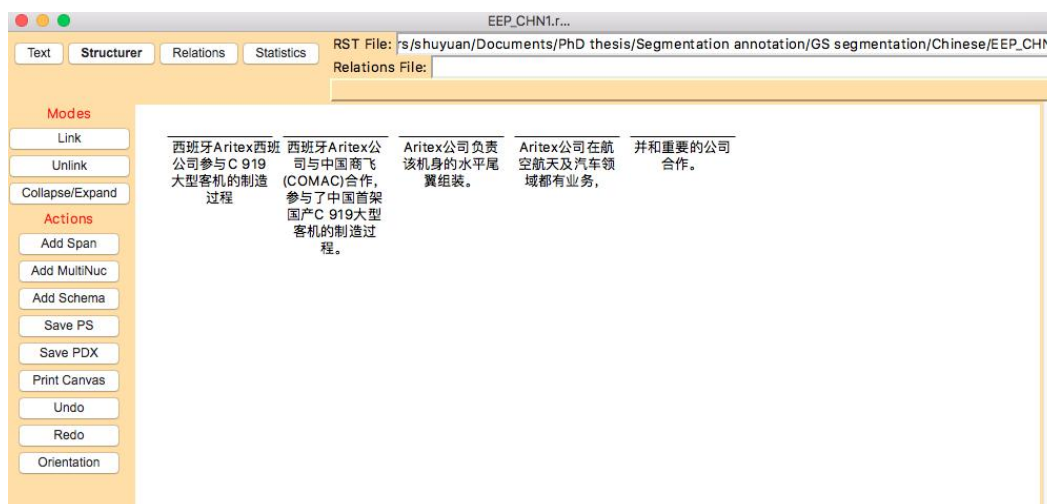 EEP_CHN1.r...
Text Structurer Relations Statistics
RST File: rs/shuyuan/Documents/PhD thesis/Segmentation annotation/GS segmentation/Chinese/EEP_CHN
Relations File:
Modes
Link
Unlink
Collapse/Expand
Actions
Add Span
Add MultiNuc
Add Schema
Save PS
Save PDX
Print Canvas
Undo
Redo
Orientation
西班牙Aritex西班
公司参与C 919
大型客机的制造
过程
西班牙Aritex公
司与中国商飞
(COMAC)合作,
参与了中国首架
国产C 919大型
客机的制造过
程。
Aritex公司负责
该机身的水平尾
翼组装。
Aritex公司在航
空航天及汽车领
域都有业务,
并和重要的公司
合作。